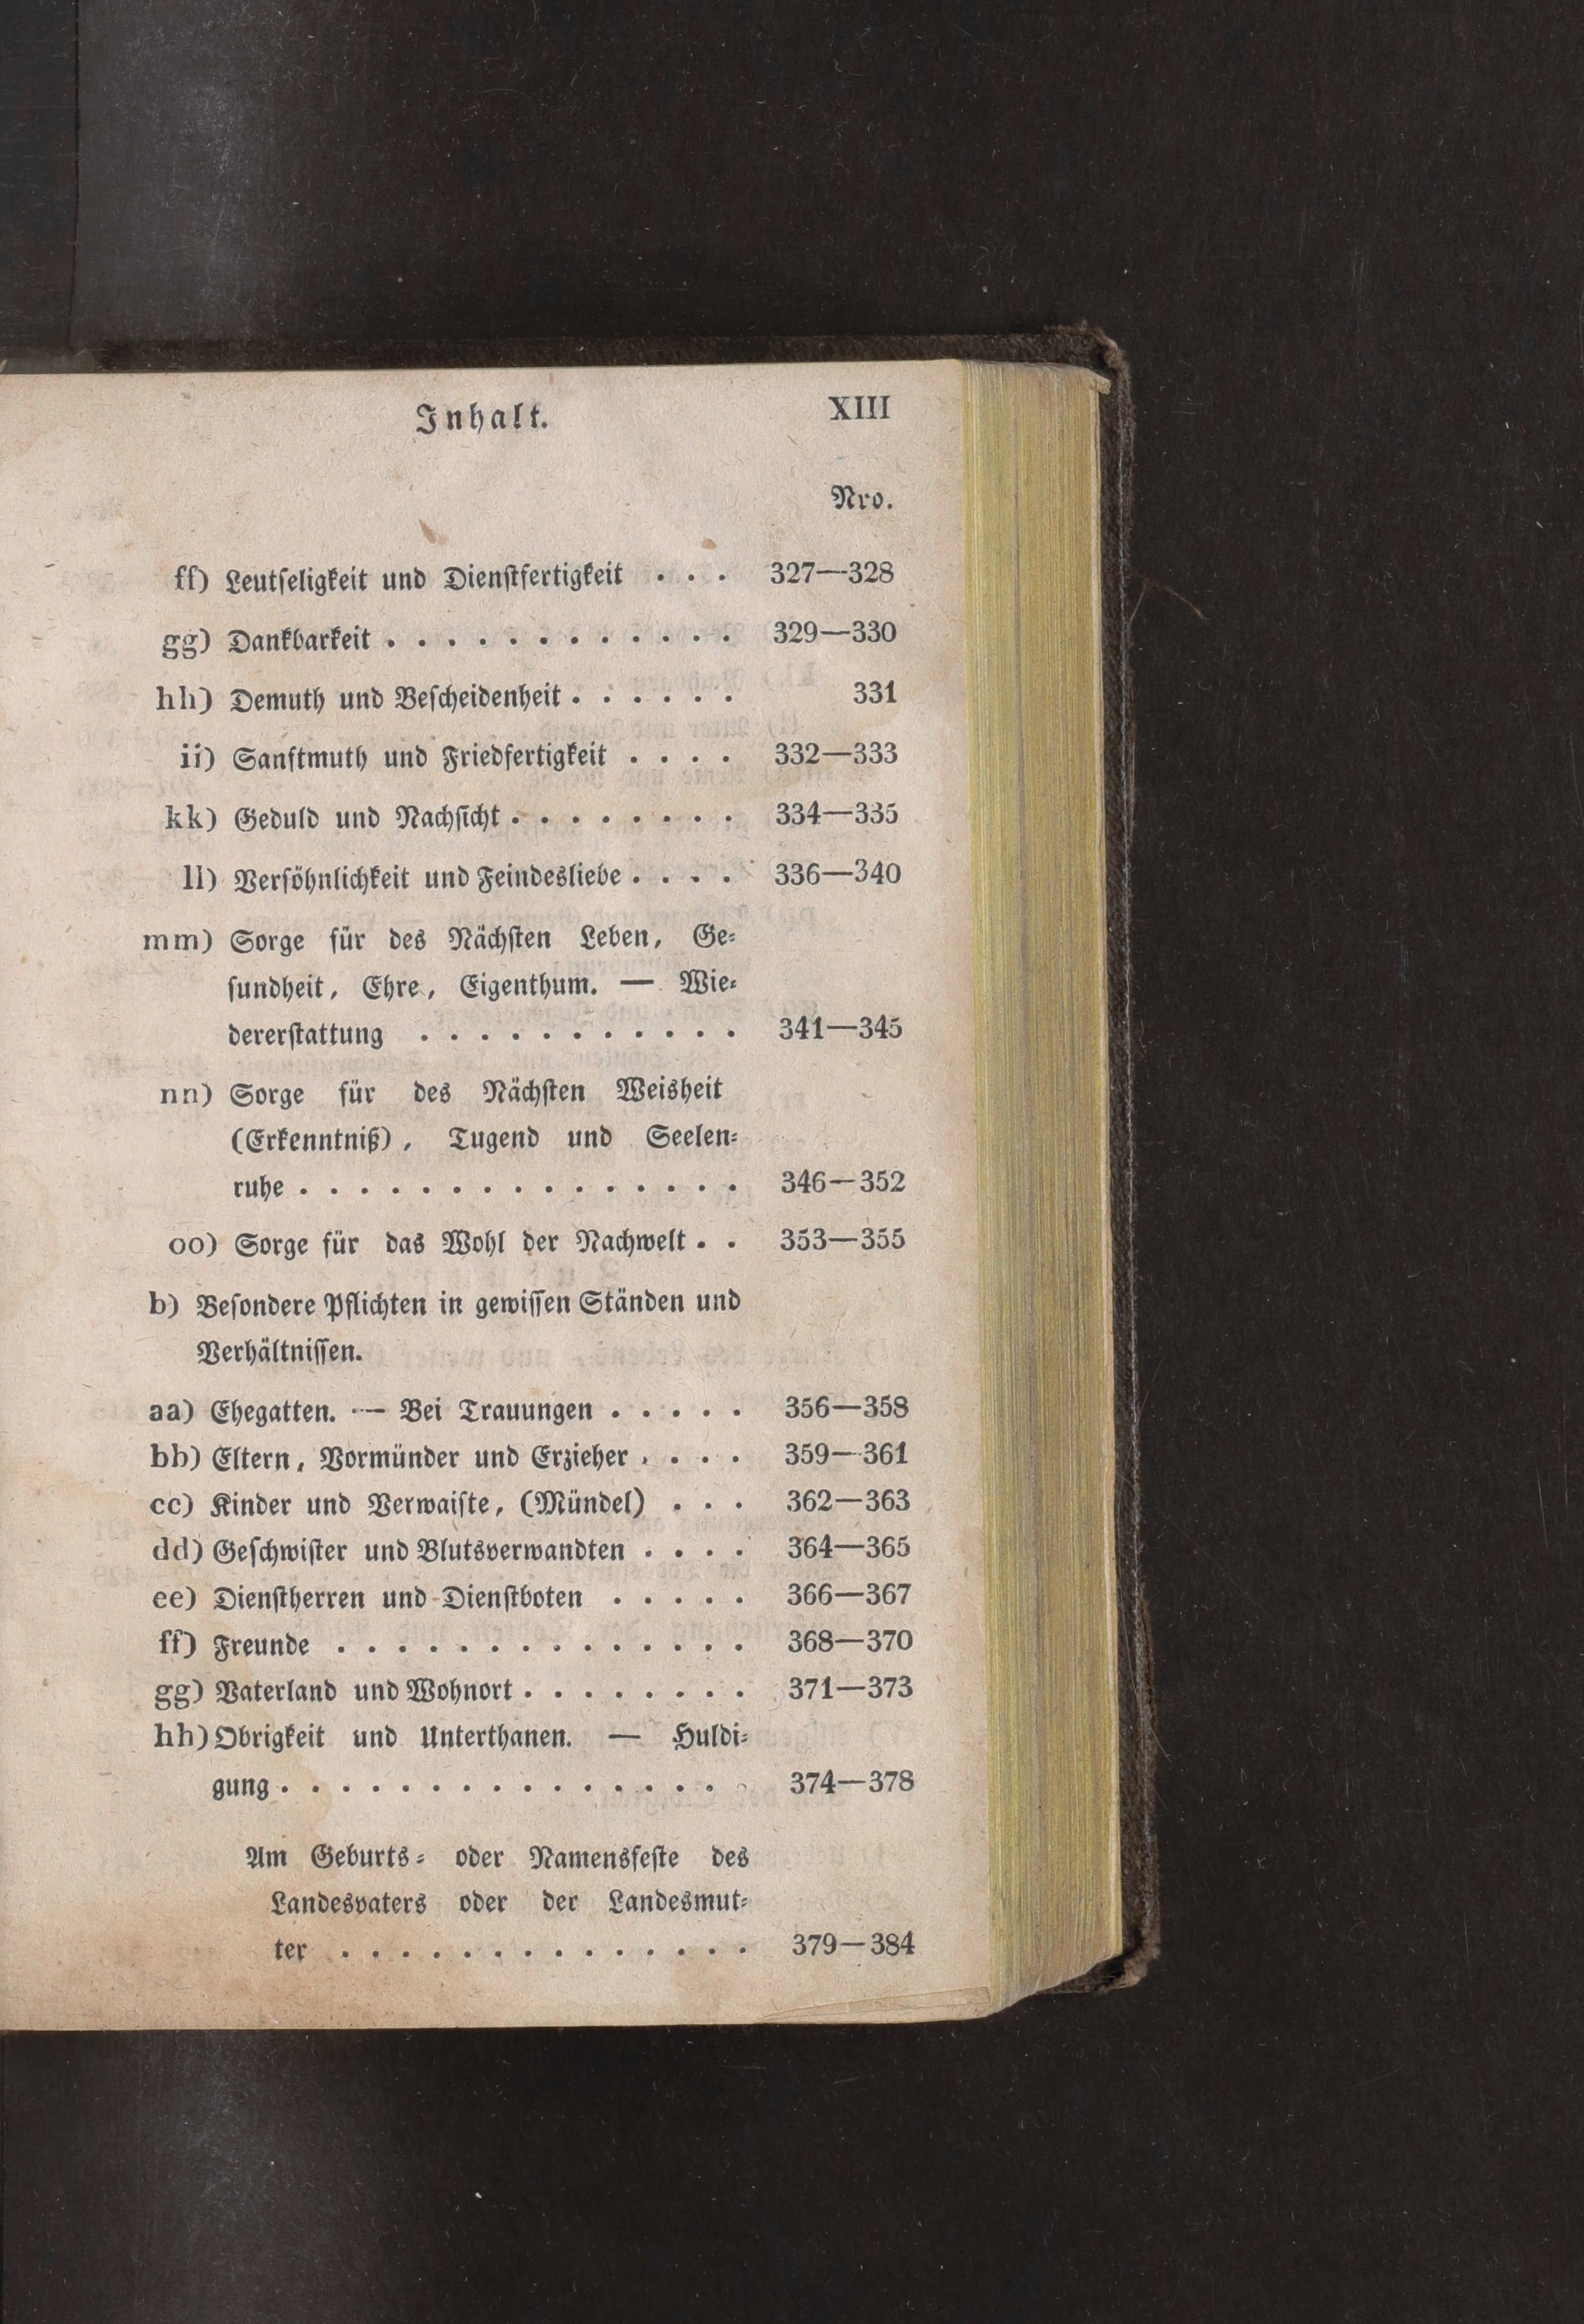 Inhalt. XIII
Nro.
ff) Leutſeligkeit und Dienſtfertigkeit . . . 327—328
gg) Dankbarkeit . . . . . . . . . . . . 329—330
hh) Demuth und Beſcheidenheit . . . . . . 331
ii) Sanftmuth und Friedfertigkeit . . . . 332—333
kk) Geduld und Nachſicht . . . . . . . . 334—335
ll) Verſöhnlichkeit und Feindesliebe . . . . 336—340
mm) Sorge für des Nächſten Leben, Ge⸗
ſundheit, Ehre, Eigenthum. — Wie⸗
dererſtattung . . . . . . . . . . . 341—345
nn) Sorge für des Nächſten Weisheit
(Erkenntniß), Tugend und Seelen⸗
ruhe . . . . . . . . . . . . . . . 346—352
oo) Sorge für das Wohl der Nachwelt . . 353—355
b) Beſondere Pflichten in gewiſſen Ständen und
Verhältniſſen.
aa) Ehegatten. — Bei Trauungen . . . . . 356—358
bb) Eltern, Vormünder und Erzieher . . . . 359—361
cc) Kinder und Verwaiſte, (Mündel) . . . 362—363
dd) Geſchwiſter und Blutsverwandten . . . . 364—365
ee) Dienſtherren und Dienſtboten . . . . . 366—367
ff) Freunde . . . . . . . . . . . . . . 368—370
gg) Vaterland und Wohnort . . . . . . . . 371—373
hh) Obrigkeit und Unterthanen. — Huldi⸗
gung . . . . . . . . . . . . . . . . 374—378
Am Geburts⸗ oder Namensfeſte des
Landesvaters oder der Landesmut⸗
ter . . . . . . . . . . . . . . 379—384